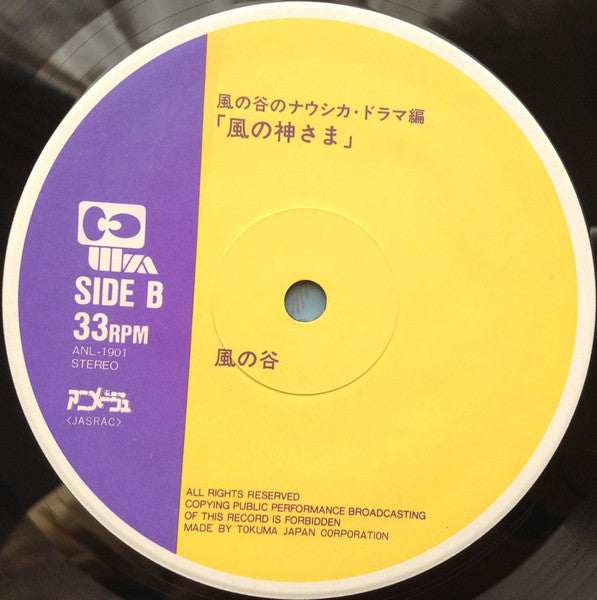 風の谷のナウシカ・ドラマ編
「風の神さま」
SIDE B
33RPM
ANL-1901
STEREO
風の谷
アニメージュ
<JASRAC>
ALL RIGHTS RESERVED
COPYING PUBLIC PERFORMANCE BROADCASTING
OF THIS RECORD IS FORBIDDEN
MADE BY TOKUMA JAPAN CORPORATION